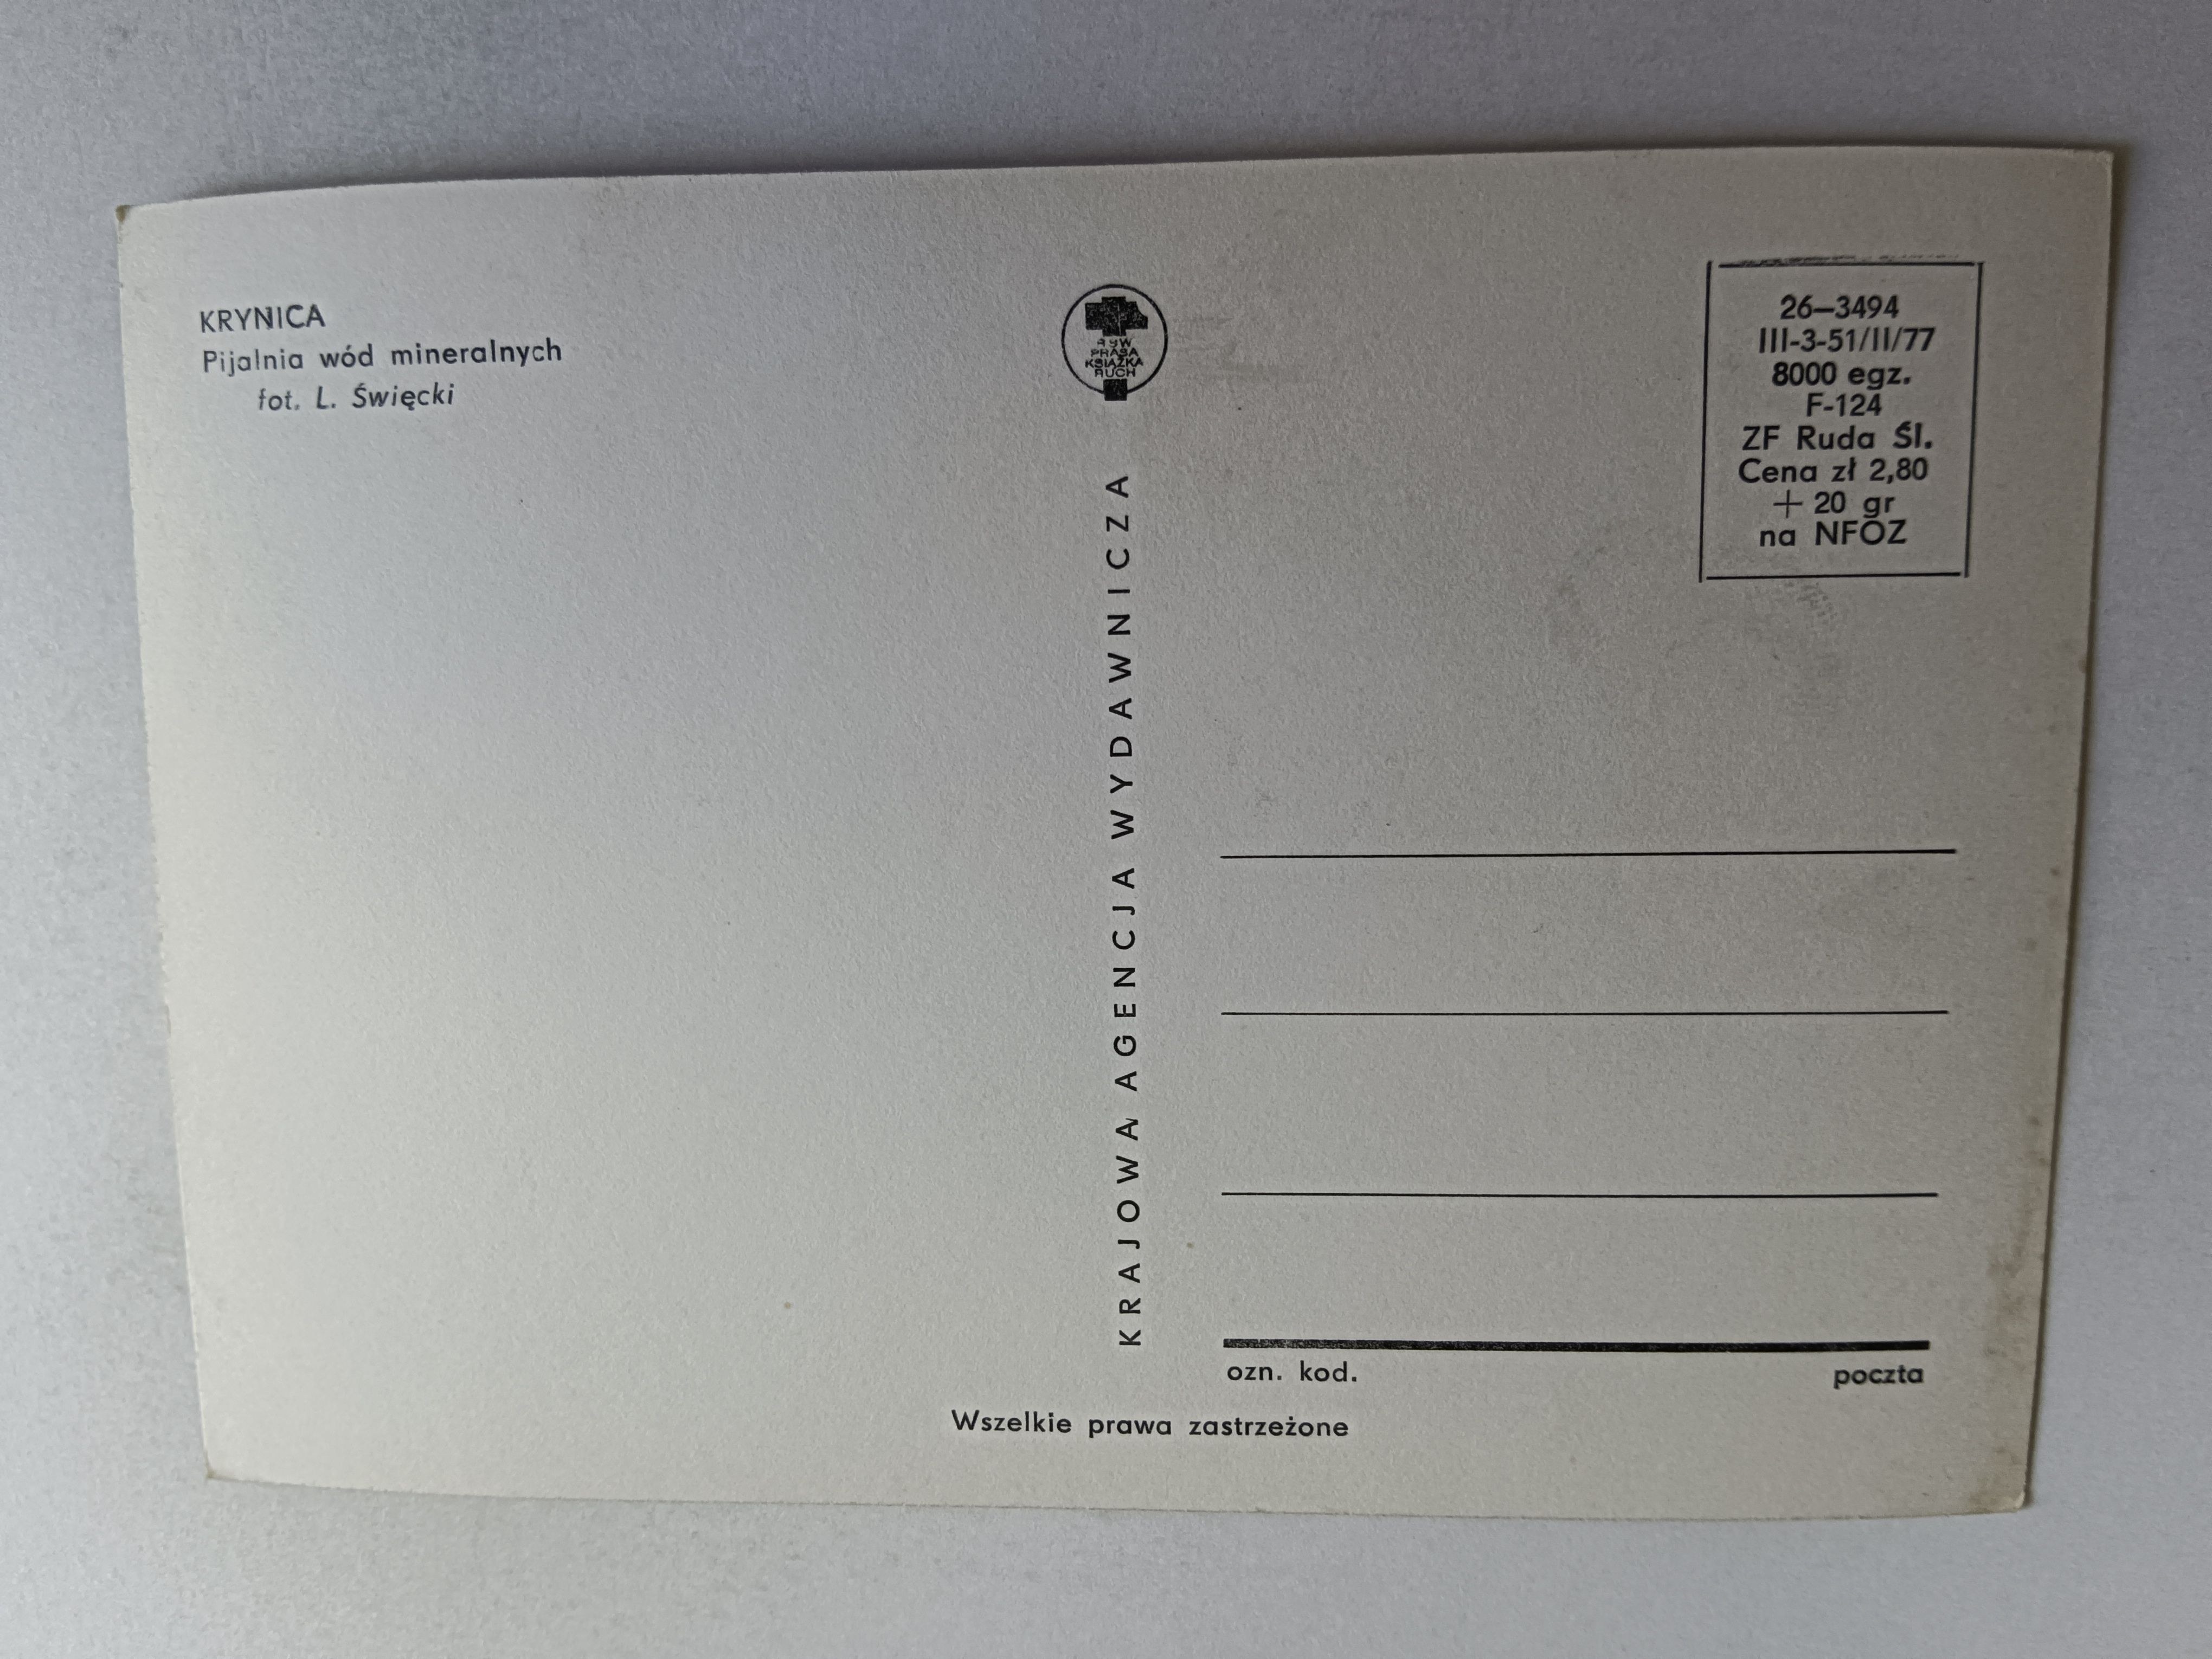 KRYNICA
Pijalnia wód mineralnych
fot. L. Święcki
RSW
PRASA
KSIĄŻKA
RUCH
KRAJOWA AGENCJA WYDAWNICZA
26—3494
III-3-51/II/77
8000 egz.
F-124
ZF Ruda Śl.
Cena zł 2,80
+ 20 gr
na NFOZ
ozn. kod.
poczta
Wszelkie prawa zastrzeżone